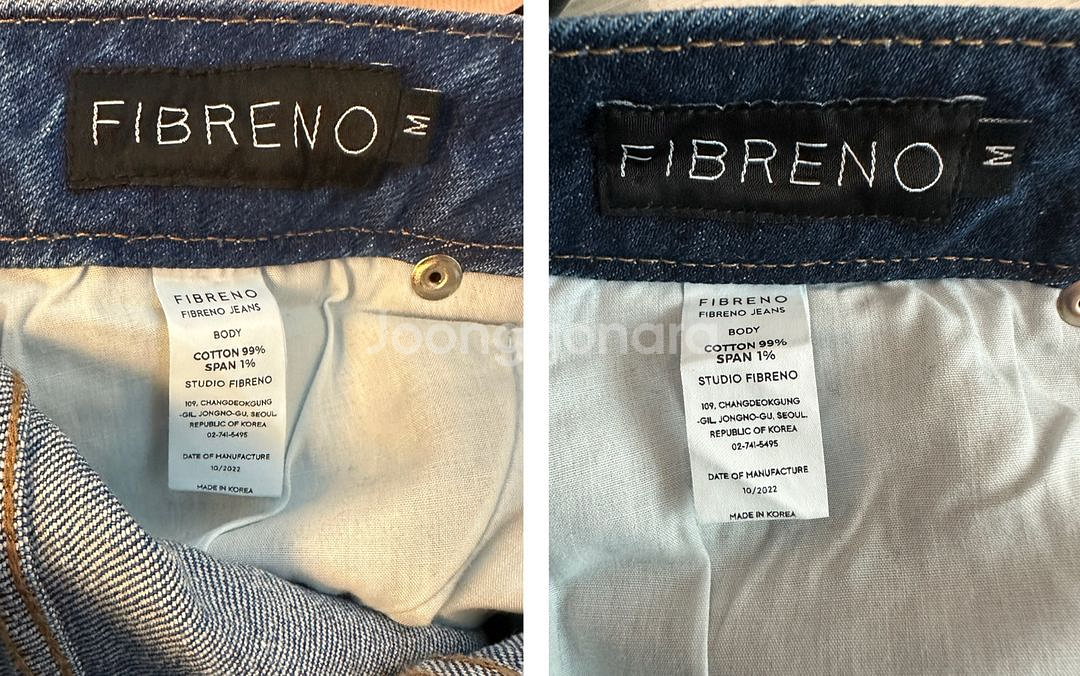 FIBRENO
M
FIBRENO
FIBRENO JEANS
BODY
COTTON 99%
SPAN 1%
STUDIO FIBRENO
109, CHANGDEOKGUNG
-GIL, JONGNO-GU, SEOUL.
REPUBLIC OF KOREA
02-741-5495
DATE OF MANUFACTURE
10/2022
MADE IN KOREA
FIBRENO
M
FIBRENO
FIBRENO JEANS
BODY
COTTON 99%
SPAN 1%
STUDIO FIBRENO
109, CHANGDEOKGUNG
-GIL, JONGNO-GU, SEOUL.
REPUBLIC OF KOREA
02-741-5495
DATE OF MANUFACTURE
10/2022
MADE IN KOREA
Joonggonara